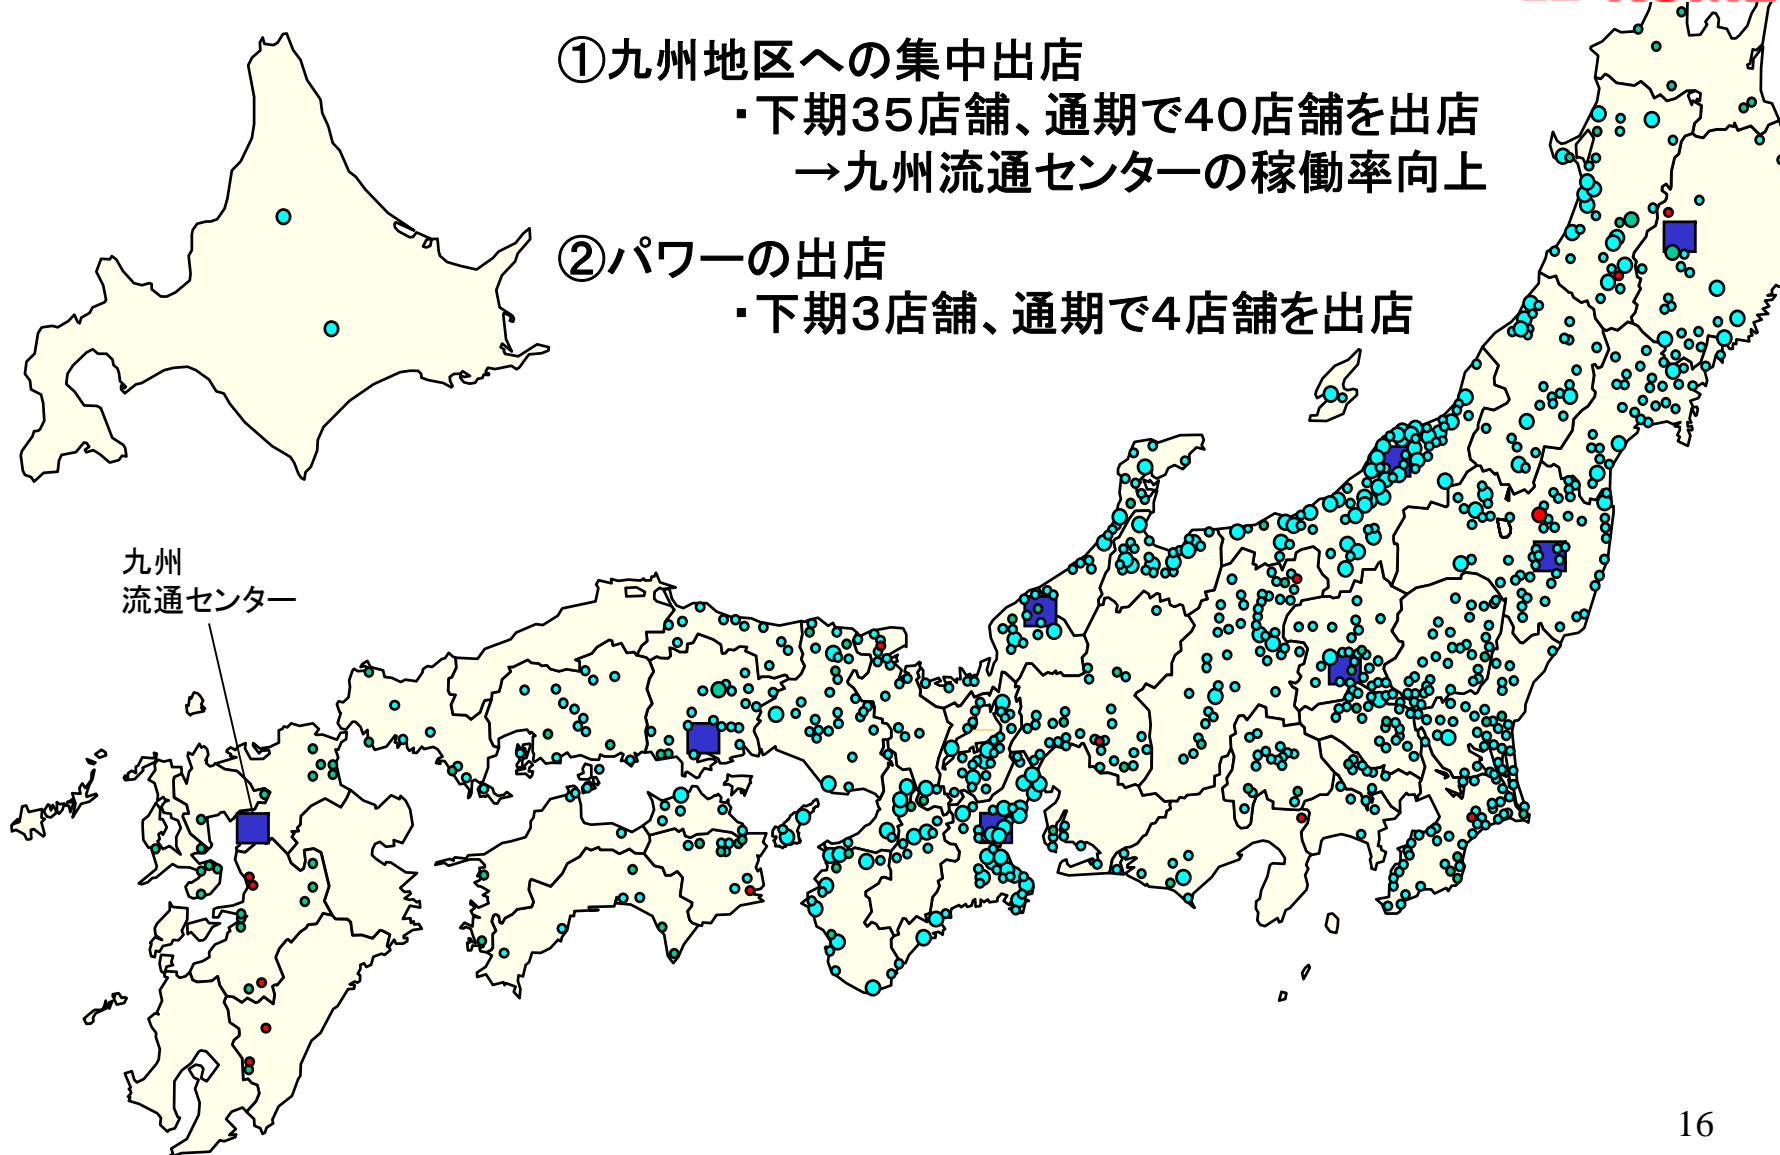 ①九州地区への集中出店
・下期35店舗、通期で40店舗を出店
→九州流通センターの稼働率向上
②パワーの出店
・下期3店舗、通期で4店舗を出店
九州
流通センター
16